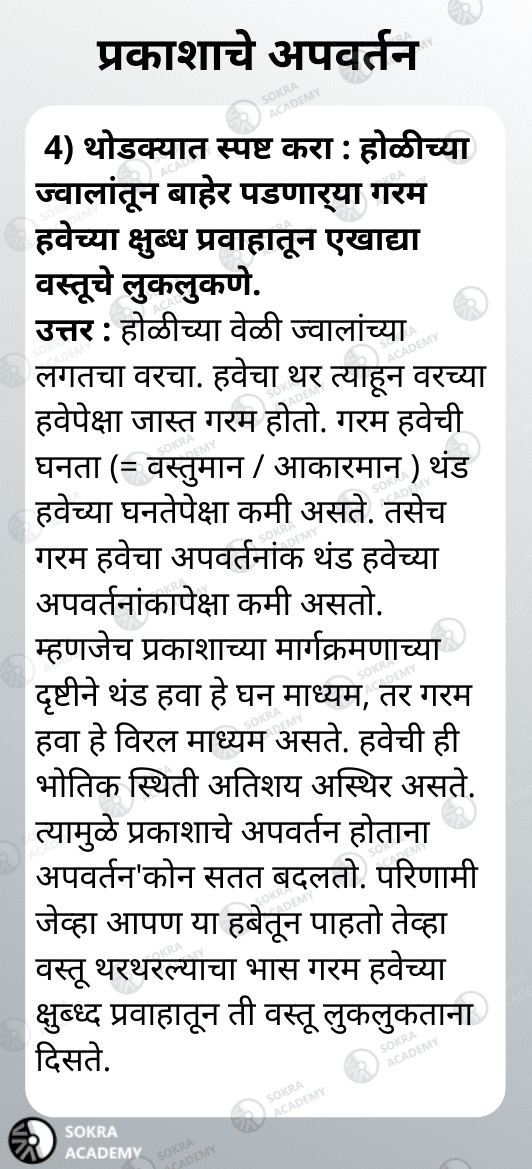 प्रकाशाचे अपवर्तन
4) थोडक्यात स्पष्ट करा : होळीच्या
ज्वालांतून बाहेर पडणाऱ्या गरम
हवेच्या क्षुब्ध प्रवाहातून एखाद्या
वस्तूचे लुकलुकणे.
उत्तर : होळीच्या वेळी ज्वालांच्या
लगतचा वरचा. हवेचा थर त्याहून वरच्या
हवेपेक्षा जास्त गरम होतो. गरम हवेची
घनता (= वस्तुमान / आकारमान ) थंड
हवेच्या घनतेपेक्षा कमी असते. तसेच
गरम हवेचा अपवर्तनांक थंड हवेच्या
अपवर्तनांकापेक्षा कमी असतो.
म्हणजेच प्रकाशाच्या मार्गक्रमणाच्या
दृष्टीने थंड हवा हे घन माध्यम, तर गरम
हवा हे विरल माध्यम असते. हवेची ही
भोतिक स्थिती अतिशय अस्थिर असते.
त्यामुळे प्रकाशाचे अपवर्तन होताना
अपवर्तन'कोन सतत बदलतो. परिणामी
जेव्हा आपण या हबेतून पाहतो तेव्हा
वस्तू थरथरल्याचा भास गरम हवेच्या
क्षुब्ध्द प्रवाहातून ती वस्तू लुकलुकताना
दिसते.
SOKRA
ACADEMY